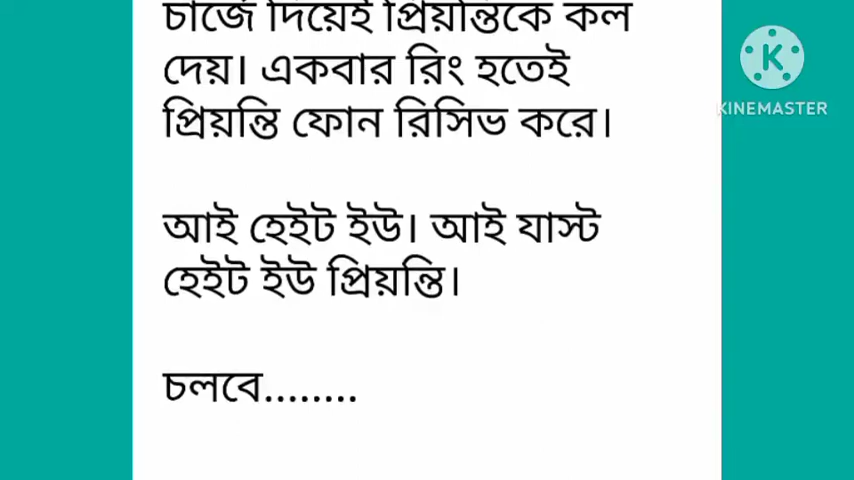 চার্জে দিয়েই প্রিয়ন্তিকে কল
দেয়। একবার রিং হতেই
প্রিয়ন্তি ফোন রিসিভ করে।
আই হেইট ইউ। আই যাস্ট
হেইট ইউ প্রিয়ন্তি।
চলবে........
K
KINEMASTER